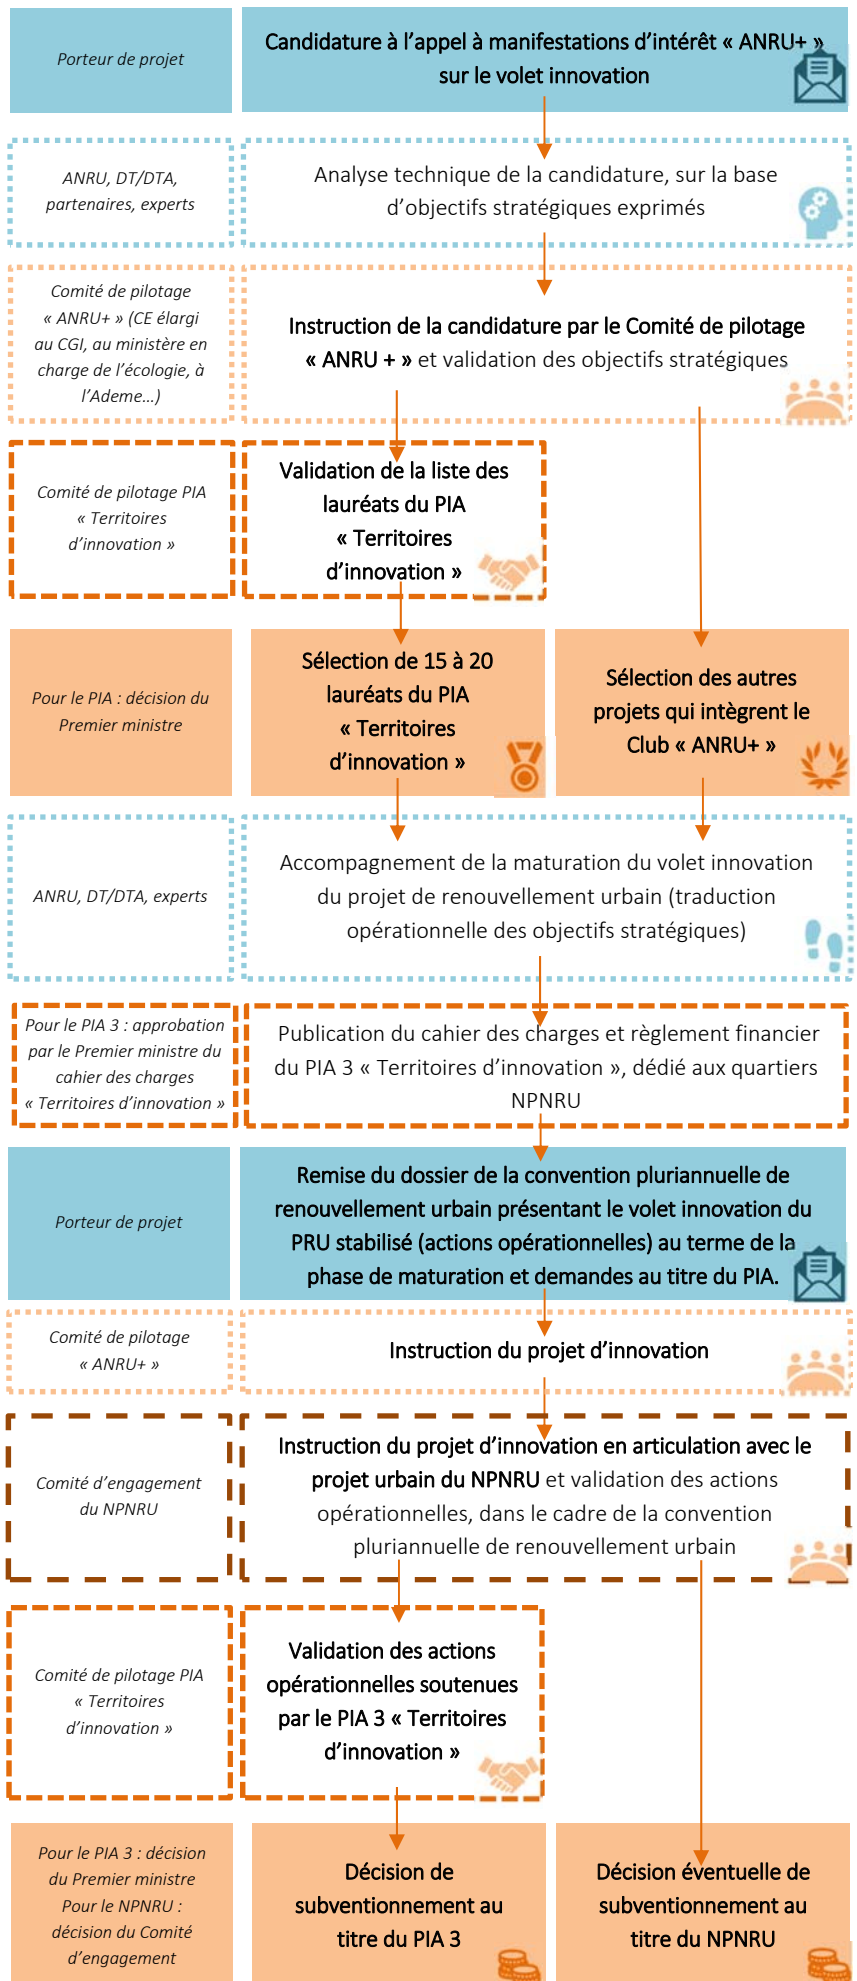 Porteur de projet
Candidature à l’appel à manifestations d’intérêt « ANRU+ »
sur le volet innovation
ANRU, DT/DTA,
partenaires, experts
Analyse technique de la candidature, sur la base
d’objectifs stratégiques exprimés
Comité de pilotage
« ANRU+ » (CE élargi
au CGI, au ministère en
charge de l’écologie, à
l’Ademe…)
Instruction de la candidature par le Comité de pilotage
« ANRU + » et validation des objectifs stratégiques
Comité de pilotage PIA
« Territoires
d’innovation »
Validation de la liste des
lauréats du PIA
« Territoires
d’innovation »
Pour le PIA : décision du
Premier ministre
Sélection de 15 à 20
lauréats du PIA
« Territoires
d’innovation »
Sélection des autres
projets qui intègrent le
Club « ANRU+ »
ANRU, DT/DTA, experts
Accompagnement de la maturation du volet innovation
du projet de renouvellement urbain (traduction
opérationnelle des objectifs stratégiques)
Pour le PIA 3 : approbation
par le Premier ministre du
cahier des charges
« Territoires d’innovation »
Publication du cahier des charges et règlement financier
du PIA 3 « Territoires d’innovation », dédié aux quartiers
NPNRU
Porteur de projet
Remise du dossier de la convention pluriannuelle de
renouvellement urbain présentant le volet innovation du
PRU stabilisé (actions opérationnelles) au terme de la
phase de maturation et demandes au titre du PIA.
Comité de pilotage
« ANRU+ »
Instruction du projet d’innovation
Comité d’engagement
du NPNRU
Instruction du projet d’innovation en articulation avec le
projet urbain du NPNRU et validation des actions
opérationnelles, dans le cadre de la convention
pluriannuelle de renouvellement urbain
Comité de pilotage PIA
« Territoires
d’innovation »
Validation des actions
opérationnelles soutenues
par le PIA 3 « Territoires
d’innovation »
Pour le PIA 3 : décision
du Premier ministre
Pour le NPNRU :
décision du Comité
d’engagement
Décision de
subventionnement au
titre du PIA 3
Décision éventuelle de
subventionnement au
titre du NPNRU